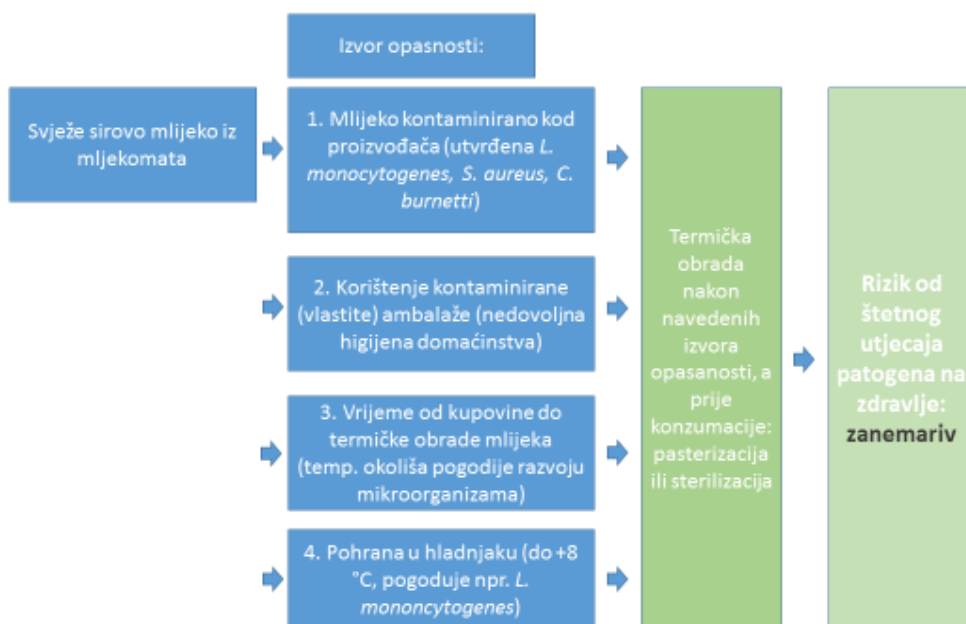 Izvor opasnosti:
Svježe sirovo mlijeko iz
mljekomata
1. Mlijeko kontaminirano kod
proizvođača (utvrđena L.
monocytogenes, S. aureus, C.
burnetti)
2. Korištenje kontaminirane
(vlastite) ambalaže (nedovoljna
higijena domaćinstva)
3. Vrijeme od kupovine do
termičke obrade mlijeka
(temp. okoliša pogodije razvoju
mikroorganizama)
4. Pohrana u hladnjaku (do +8
°C, pogoduje npr. L.
mononcytogenes)
Termička
obrada
nakon
navedenih
izvora
opasanosti, a
prije
konzumacije:
pasterizacija
ili sterilizacija
Rizik od
štetnog
utjecaja
patogena na
zdravlje:
zanemariv